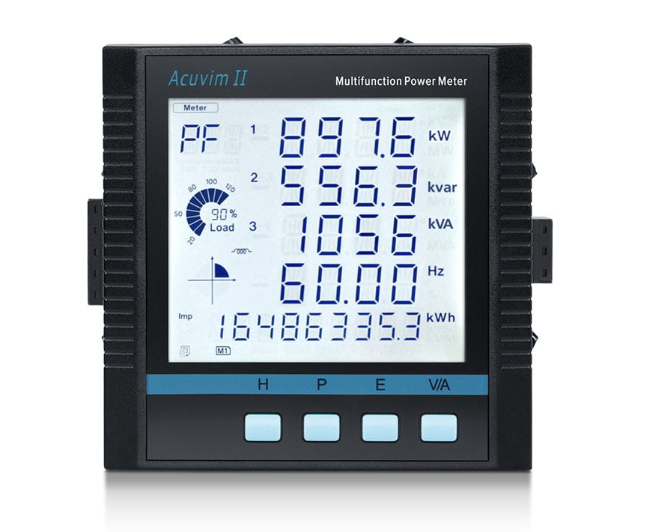 Acuvim II Multifunction Power Meter
Meter
PF 1 897.6 kW
2 556.3 kvar
20 50 80 100 120
90% Load
3 1056 kVA
60.00 Hz
Imp 16486335.3 kWh
M1
H P E V/A